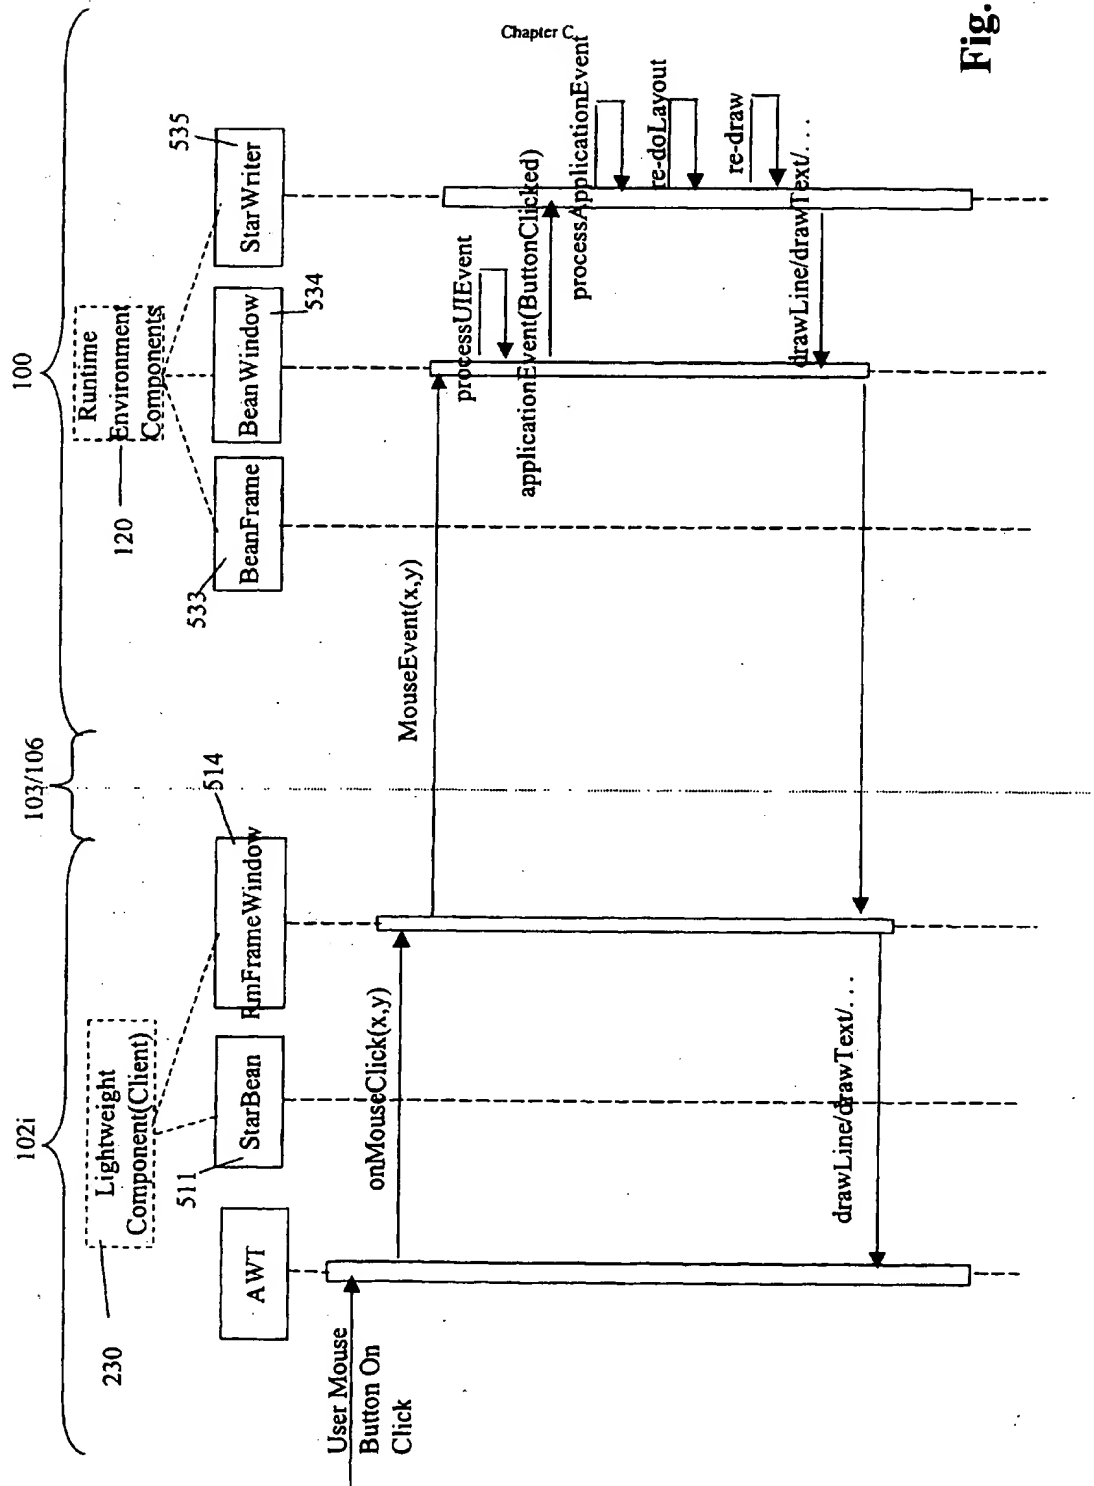 Chapter C
Fig.
102i
103/106
100
230
Lightweight
Component(Client)
120
Runtime
Environment
Components
AWT
511
StarBean
514
RmFrameWindow
533
BeanFrame
BeanWindow
534
StarWriter
535
User Mouse
Button On
Click
onMouseClick(x,y)
MouseEvent(x,y)
processUIEvent
applicationEvent(ButtonClicked)
processApplicationEvent
re-doLayout
re-draw
drawLine/drawText/...
drawLine/drawText/...